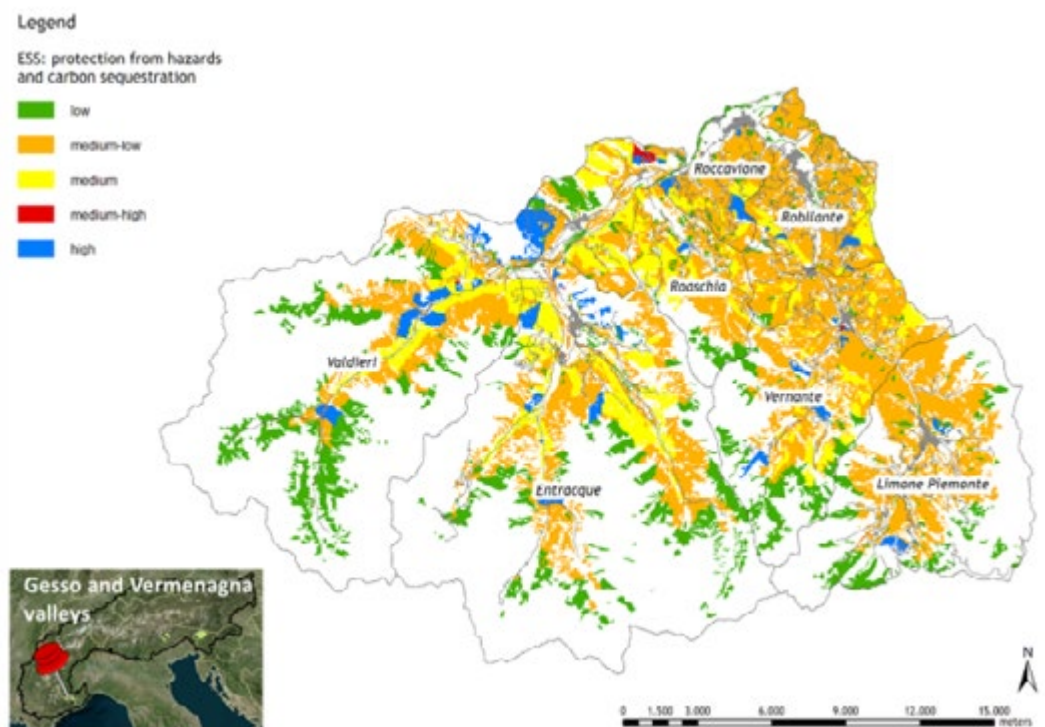 Legend
ESS: protection from hazards
and carbon sequestration
low
medium-low
medium
medium-high
high
Roccavione
Robilante
Roaschia
Valdieri
Vernante
Entracque
Limone Piemonte
Gesso and Vermenagna
valleys
N
0 1.500 3.000 6.000 9.000 12.000 15.000
meters